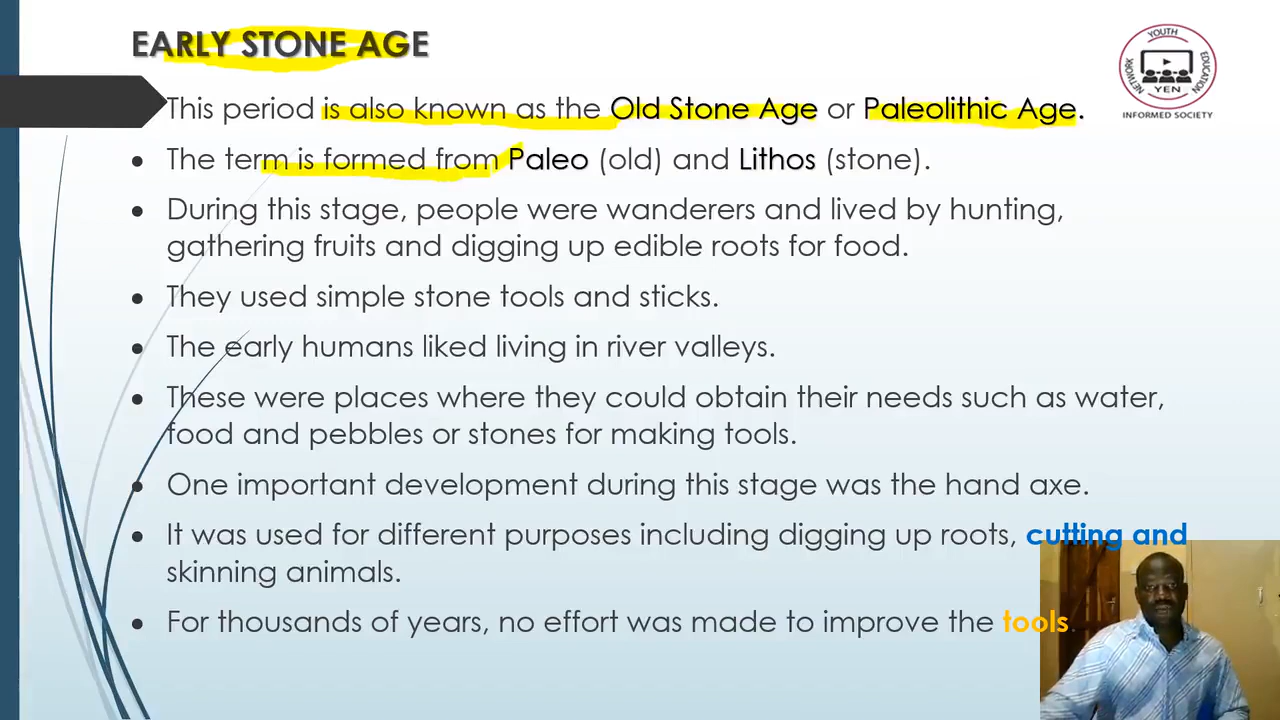 EARLY STONE AGE
YOUTH
EDUCATION
NETWORK
YEN
INFORMED SOCIETY
This period is also known as the Old Stone Age or Paleolithic Age.
• The term is formed from Paleo (old) and Lithos (stone).
• During this stage, people were wanderers and lived by hunting,
gathering fruits and digging up edible roots for food.
• They used simple stone tools and sticks.
• The early humans liked living in river valleys.
• These were places where they could obtain their needs such as water,
food and pebbles or stones for making tools.
• One important development during this stage was the hand axe.
• It was used for different purposes including digging up roots, cutting and
skinning animals.
• For thousands of years, no effort was made to improve the tools.